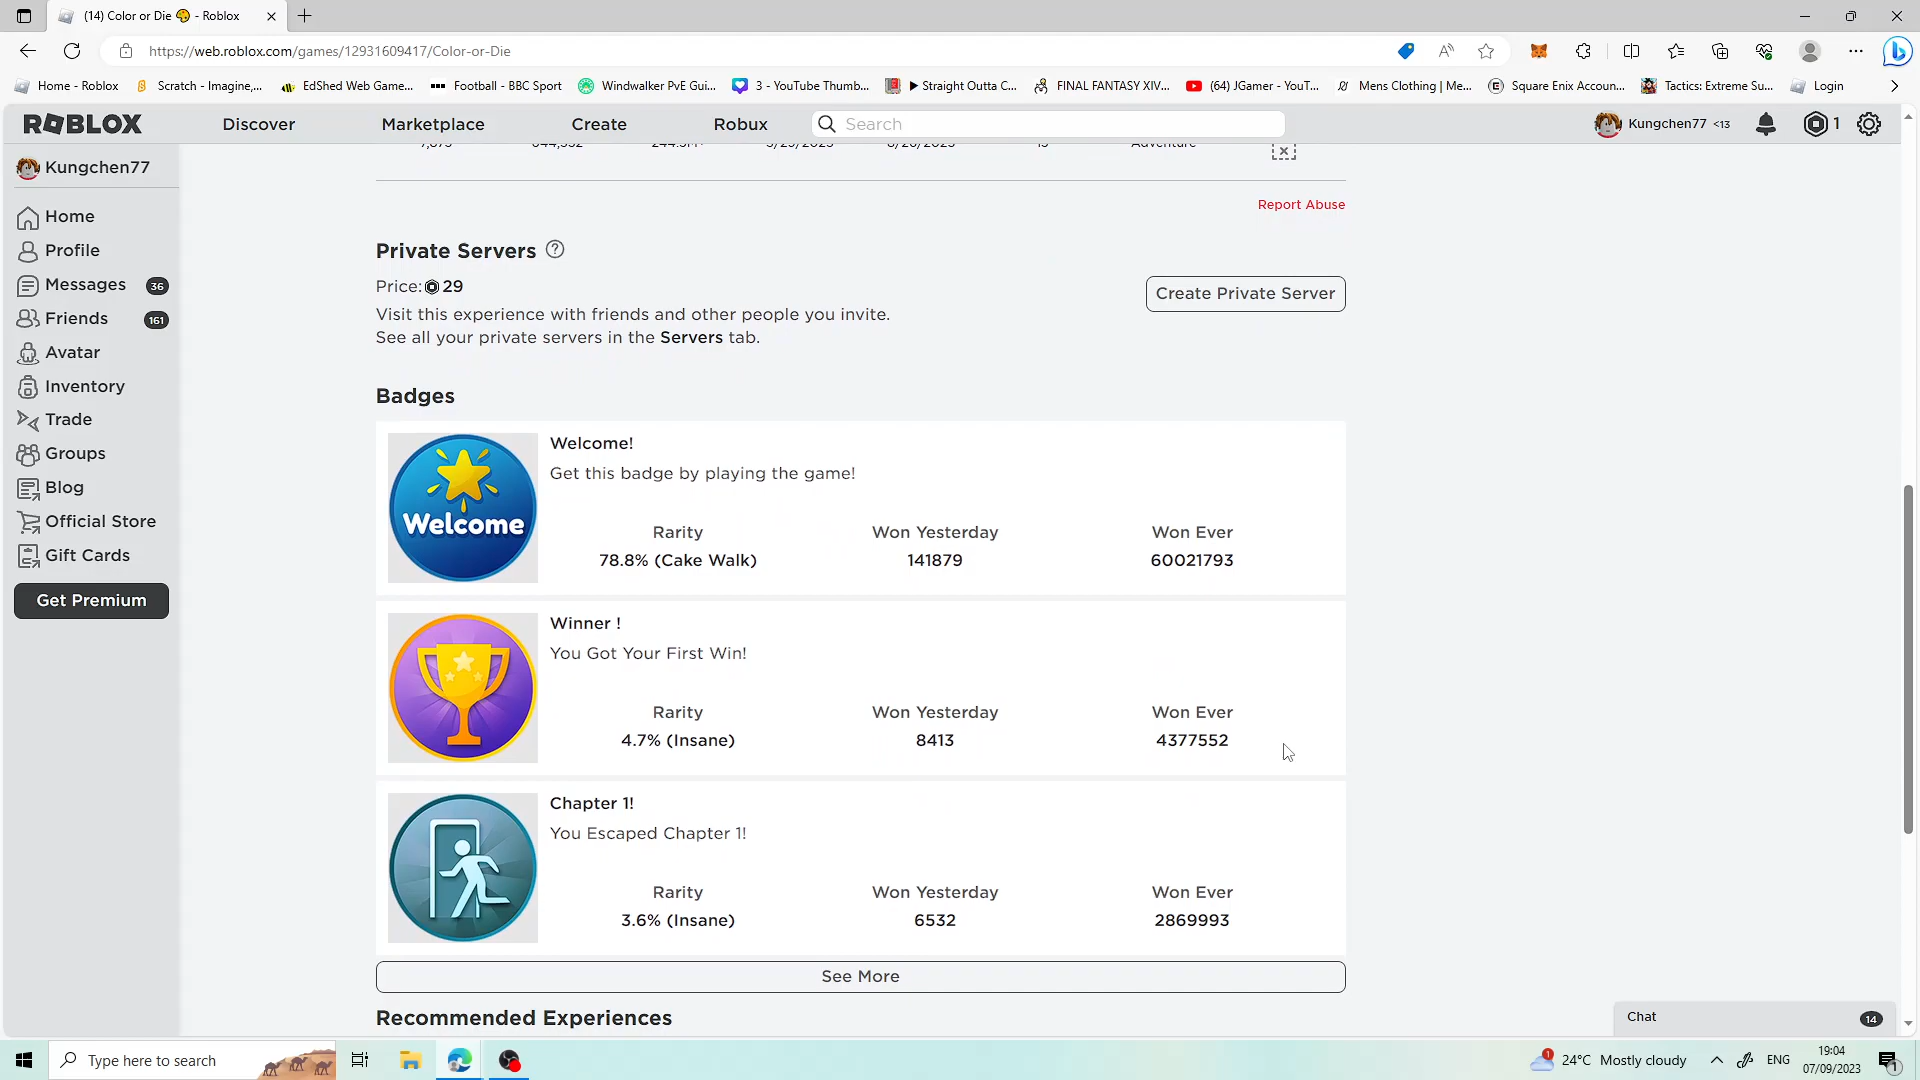 (14) Color or Die 🎨 - Roblox
https://web.roblox.com/games/12931609417/Color-or-Die
Home - Roblox
Scratch - Imagine,...
EdShed Web Game...
Football - BBC Sport
Windwalker PvE Gui...
3 - YouTube Thumb...
▶ Straight Outta C...
FINAL FANTASY XIV...
(64) JGamer - YouT...
Mens Clothing | Me...
Square Enix Accoun...
Tactics: Extreme Su...
Login
ROBLOX
Discover
Marketplace
Create
Robux
Search
Kungchen77 <13
1
Kungchen77
Home
Profile
Messages 36
Friends 161
Avatar
Inventory
Trade
Groups
Blog
Official Store
Gift Cards
Get Premium
Report Abuse
Private Servers
Price: 29
Visit this experience with friends and other people you invite.
See all your private servers in the Servers tab.
Create Private Server
Badges
Welcome
Welcome!
Get this badge by playing the game!
Rarity Won Yesterday Won Ever
78.8% (Cake Walk) 141879 60021793
Winner !
You Got Your First Win!
Rarity Won Yesterday Won Ever
4.7% (Insane) 8413 4377552
Chapter 1!
You Escaped Chapter 1!
Rarity Won Yesterday Won Ever
3.6% (Insane) 6532 2869993
See More
Recommended Experiences
Chat 14
Type here to search
1
24°C Mostly cloudy
ENG
19:04
07/09/2023
1